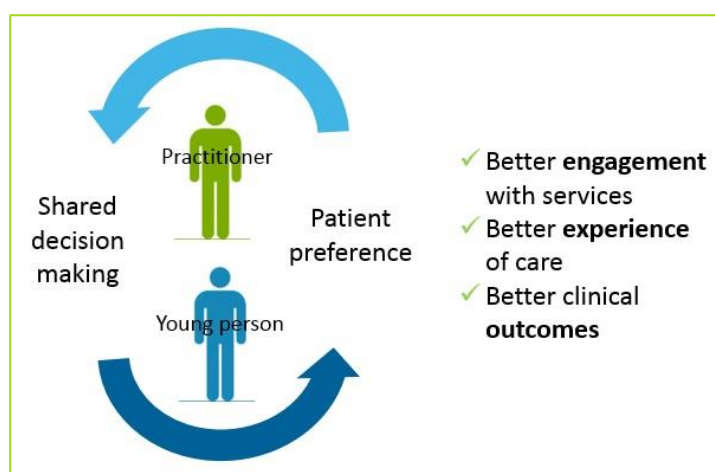 Practitioner
Shared
decision
making
Patient
preference
Young person
✓ Better engagement
with services
✓ Better experience
of care
✓ Better clinical
outcomes